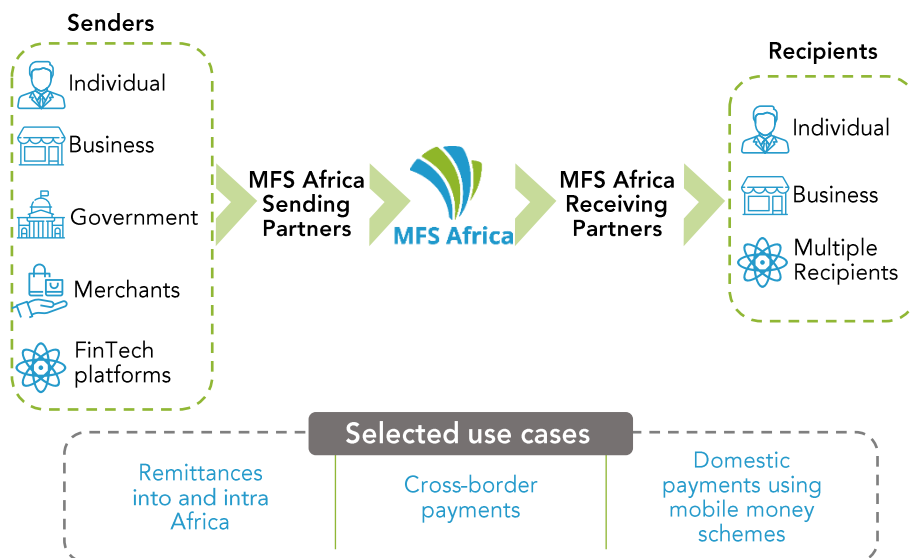 Senders
Individual
Business
Government
Merchants
FinTech
platforms
MFS Africa
Sending
Partners
MFS Africa
MFS Africa
Receiving
Partners
Recipients
Individual
Business
Multiple
Recipients
Selected use cases
Remittances
into and intra
Africa
Cross-border
payments
Domestic
payments using
mobile money
schemes